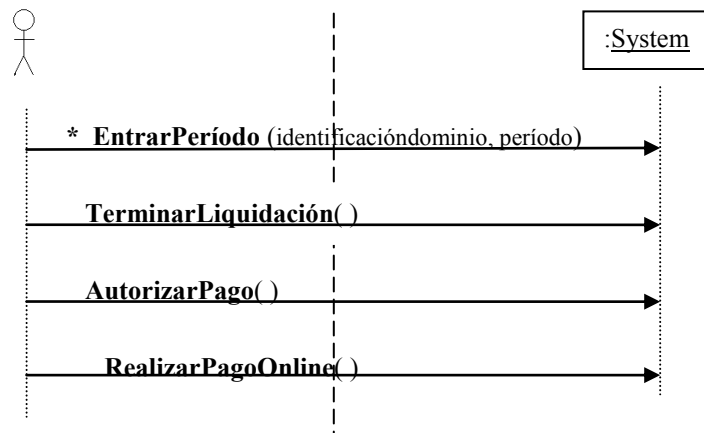 :System
* EntrarPeríodo (identificacióndominio, período)
TerminarLiquidación( )
AutorizarPago( )
RealizarPagoOnline( )